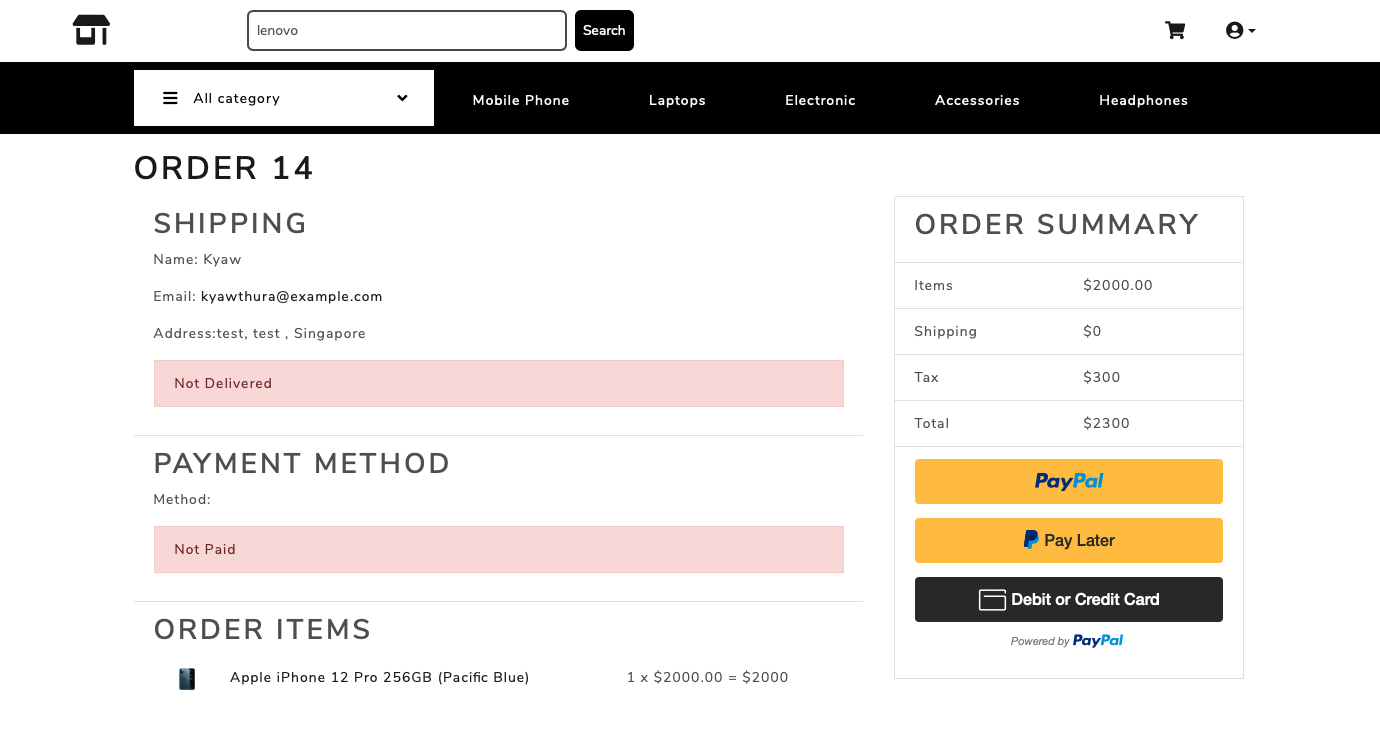 lenovo
Search
All category
Mobile Phone
Laptops
Electronic
Accessories
Headphones
ORDER 14
SHIPPING
Name: Kyaw
Email: kyawthura@example.com
Address:test, test , Singapore
Not Delivered
PAYMENT METHOD
Method:
Not Paid
ORDER ITEMS
Apple iPhone 12 Pro 256GB (Pacific Blue) 1 x $2000.00 = $2000
ORDER SUMMARY
Items $2000.00
Shipping $0
Tax $300
Total $2300
PayPal
Pay Later
Debit or Credit Card
Powered by PayPal